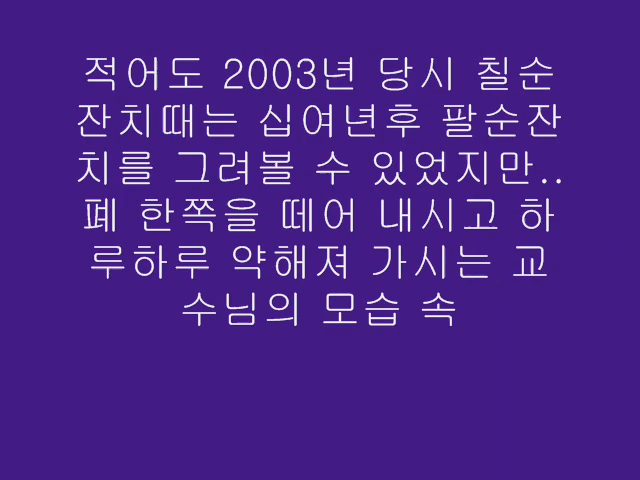 적어도 2003년 당시 칠순
잔치때는 십여년후 팔순잔
치를 그려볼 수 있었지만..
폐 한쪽을 떼어 내시고 하
루하루 약해져 가시는 교
수님의 모습 속